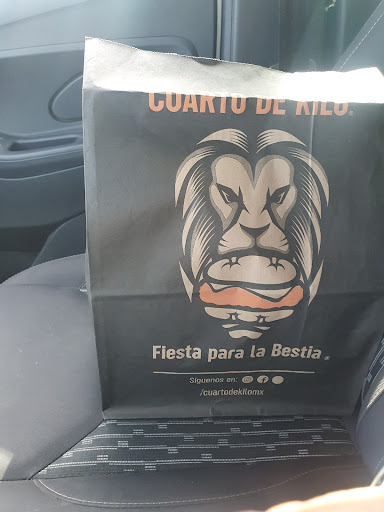 CUARTO DE KILO®
Fiesta para la Bestia®
Síguenos en:
/cuartodekilomx